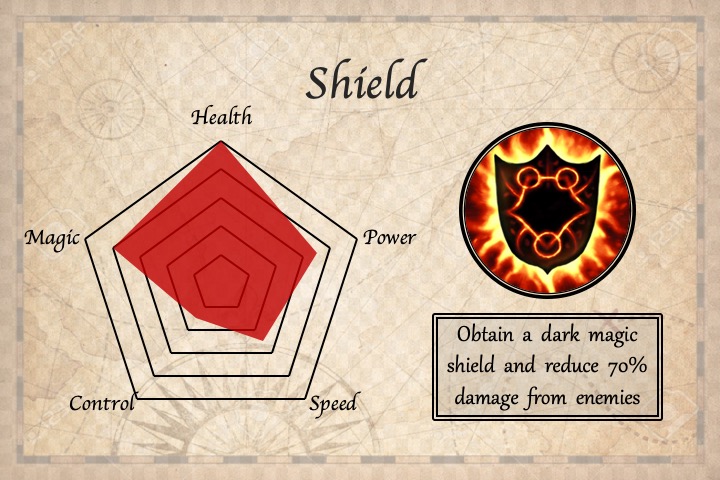 Shield
Health
Magic
Power
Control
Speed
Obtain a dark magic
shield and reduce 70%
damage from enemies